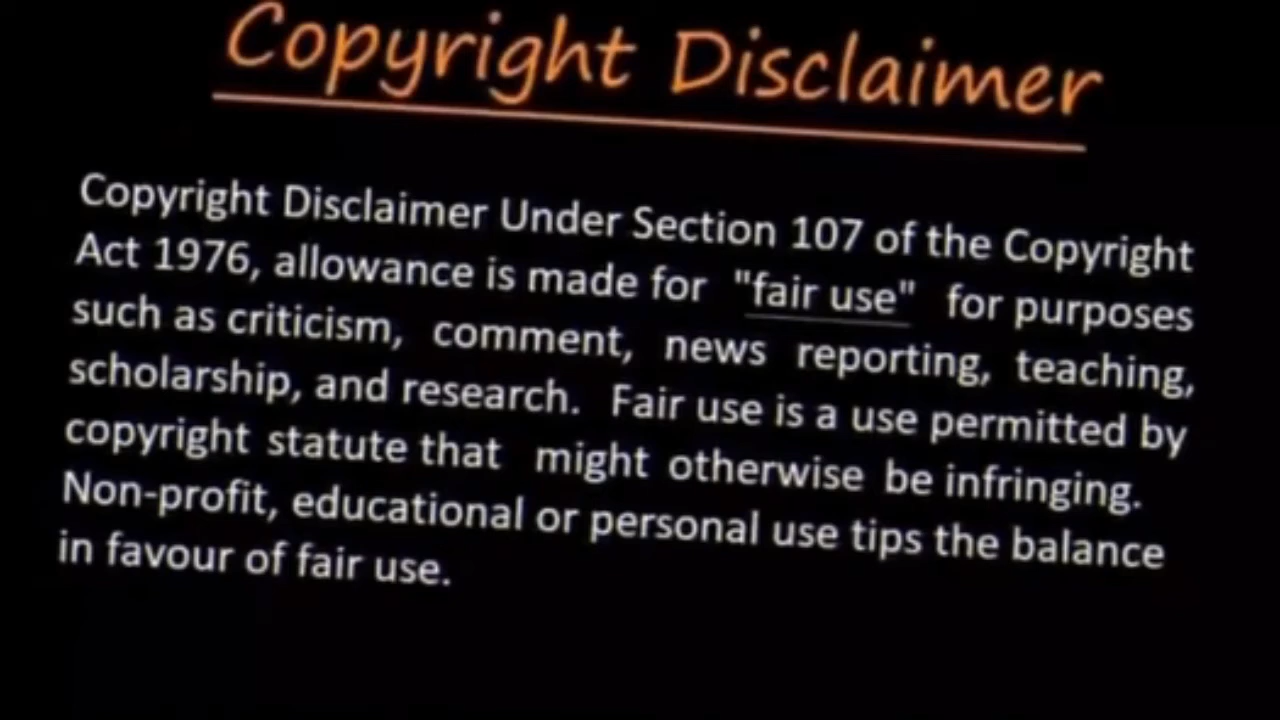 Copyright Disclaimer
Copyright Disclaimer Under Section 107 of the Copyright
Act 1976, allowance is made for "fair use" for purposes
such as criticism, comment, news reporting, teaching,
scholarship, and research. Fair use is a use permitted by
copyright statute that might otherwise be infringing.
Non-profit, educational or personal use tips the balance
in favour of fair use.